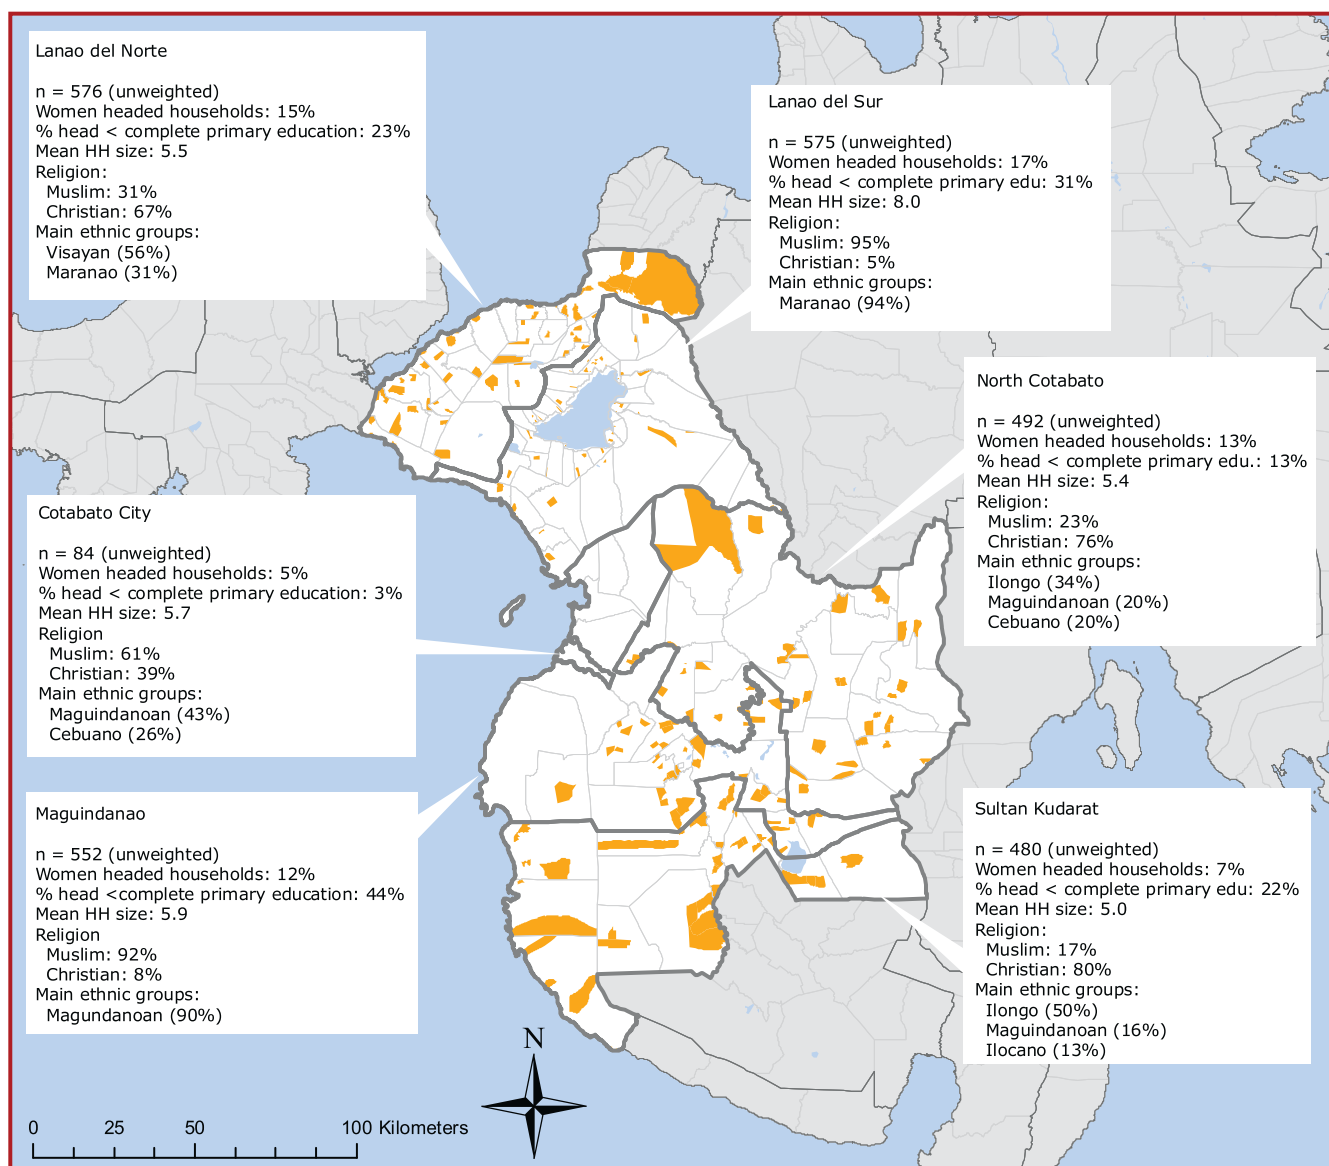 Lanao del Norte
n = 576 (unweighted)
Women headed households: 15%
% head < complete primary education: 23%
Mean HH size: 5.5
Religion:
Muslim: 31%
Christian: 67%
Main ethnic groups:
Visayan (56%)
Maranao (31%)
Lanao del Sur
n = 575 (unweighted)
Women headed households: 17%
% head < complete primary edu: 31%
Mean HH size: 8.0
Religion:
Muslim: 95%
Christian: 5%
Main ethnic groups:
Maranao (94%)
North Cotabato
n = 492 (unweighted)
Women headed households: 13%
% head < complete primary edu.: 13%
Mean HH size: 5.4
Religion:
Muslim: 23%
Christian: 76%
Main ethnic groups:
Ilongo (34%)
Maguindanoan (20%)
Cebuano (20%)
Cotabato City
n = 84 (unweighted)
Women headed households: 5%
% head < complete primary education: 3%
Mean HH size: 5.7
Religion
Muslim: 61%
Christian: 39%
Main ethnic groups:
Maguindanoan (43%)
Cebuano (26%)
Maguindanao
n = 552 (unweighted)
Women headed households: 12%
% head <complete primary education: 44%
Mean HH size: 5.9
Religion
Muslim: 92%
Christian: 8%
Main ethnic groups:
Magundanoan (90%)
Sultan Kudarat
n = 480 (unweighted)
Women headed households: 7%
% head < complete primary edu: 22%
Mean HH size: 5.0
Religion:
Muslim: 17%
Christian: 80%
Main ethnic groups:
Ilongo (50%)
Maguindanoan (16%)
Ilocano (13%)
N
0 25 50 100 Kilometers